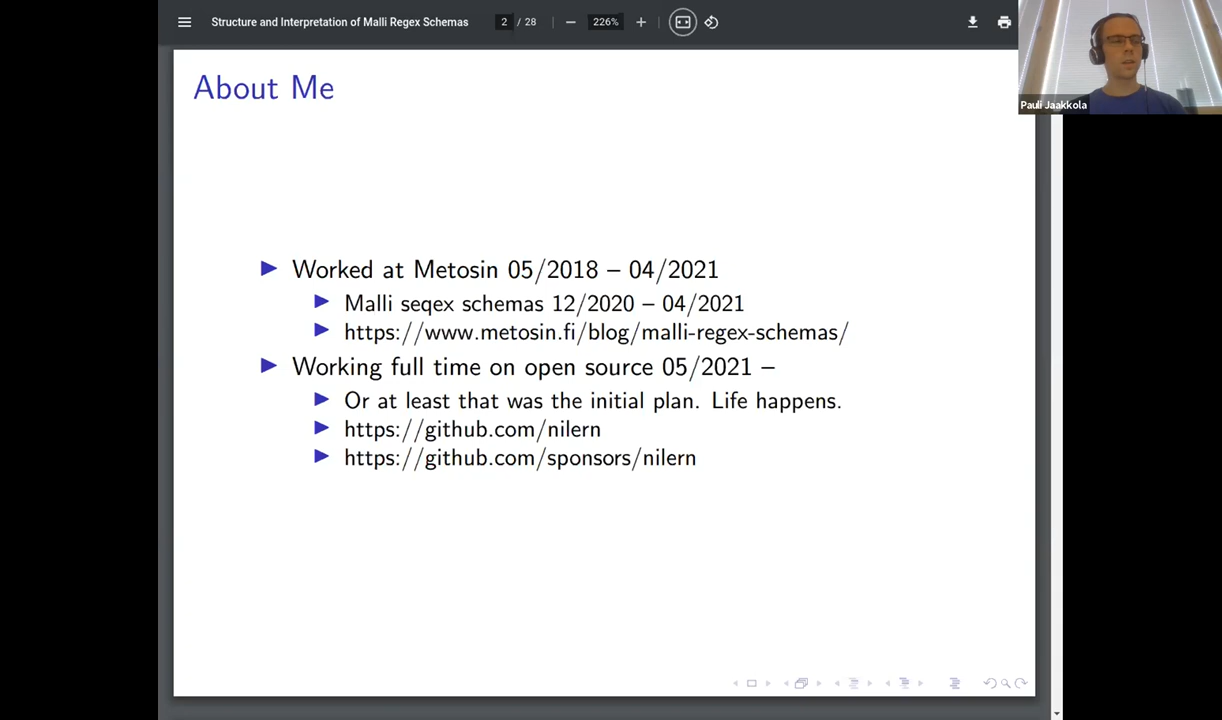 Structure and Interpretation of Malli Regex Schemas 2 / 28 — 226% +
Pauli Jaakkola
About Me
Worked at Metosin 05/2018 – 04/2021
Malli seqex schemas 12/2020 – 04/2021
https://www.metosin.fi/blog/malli-regex-schemas/
Working full time on open source 05/2021 –
Or at least that was the initial plan. Life happens.
https://github.com/nilern
https://github.com/sponsors/nilern